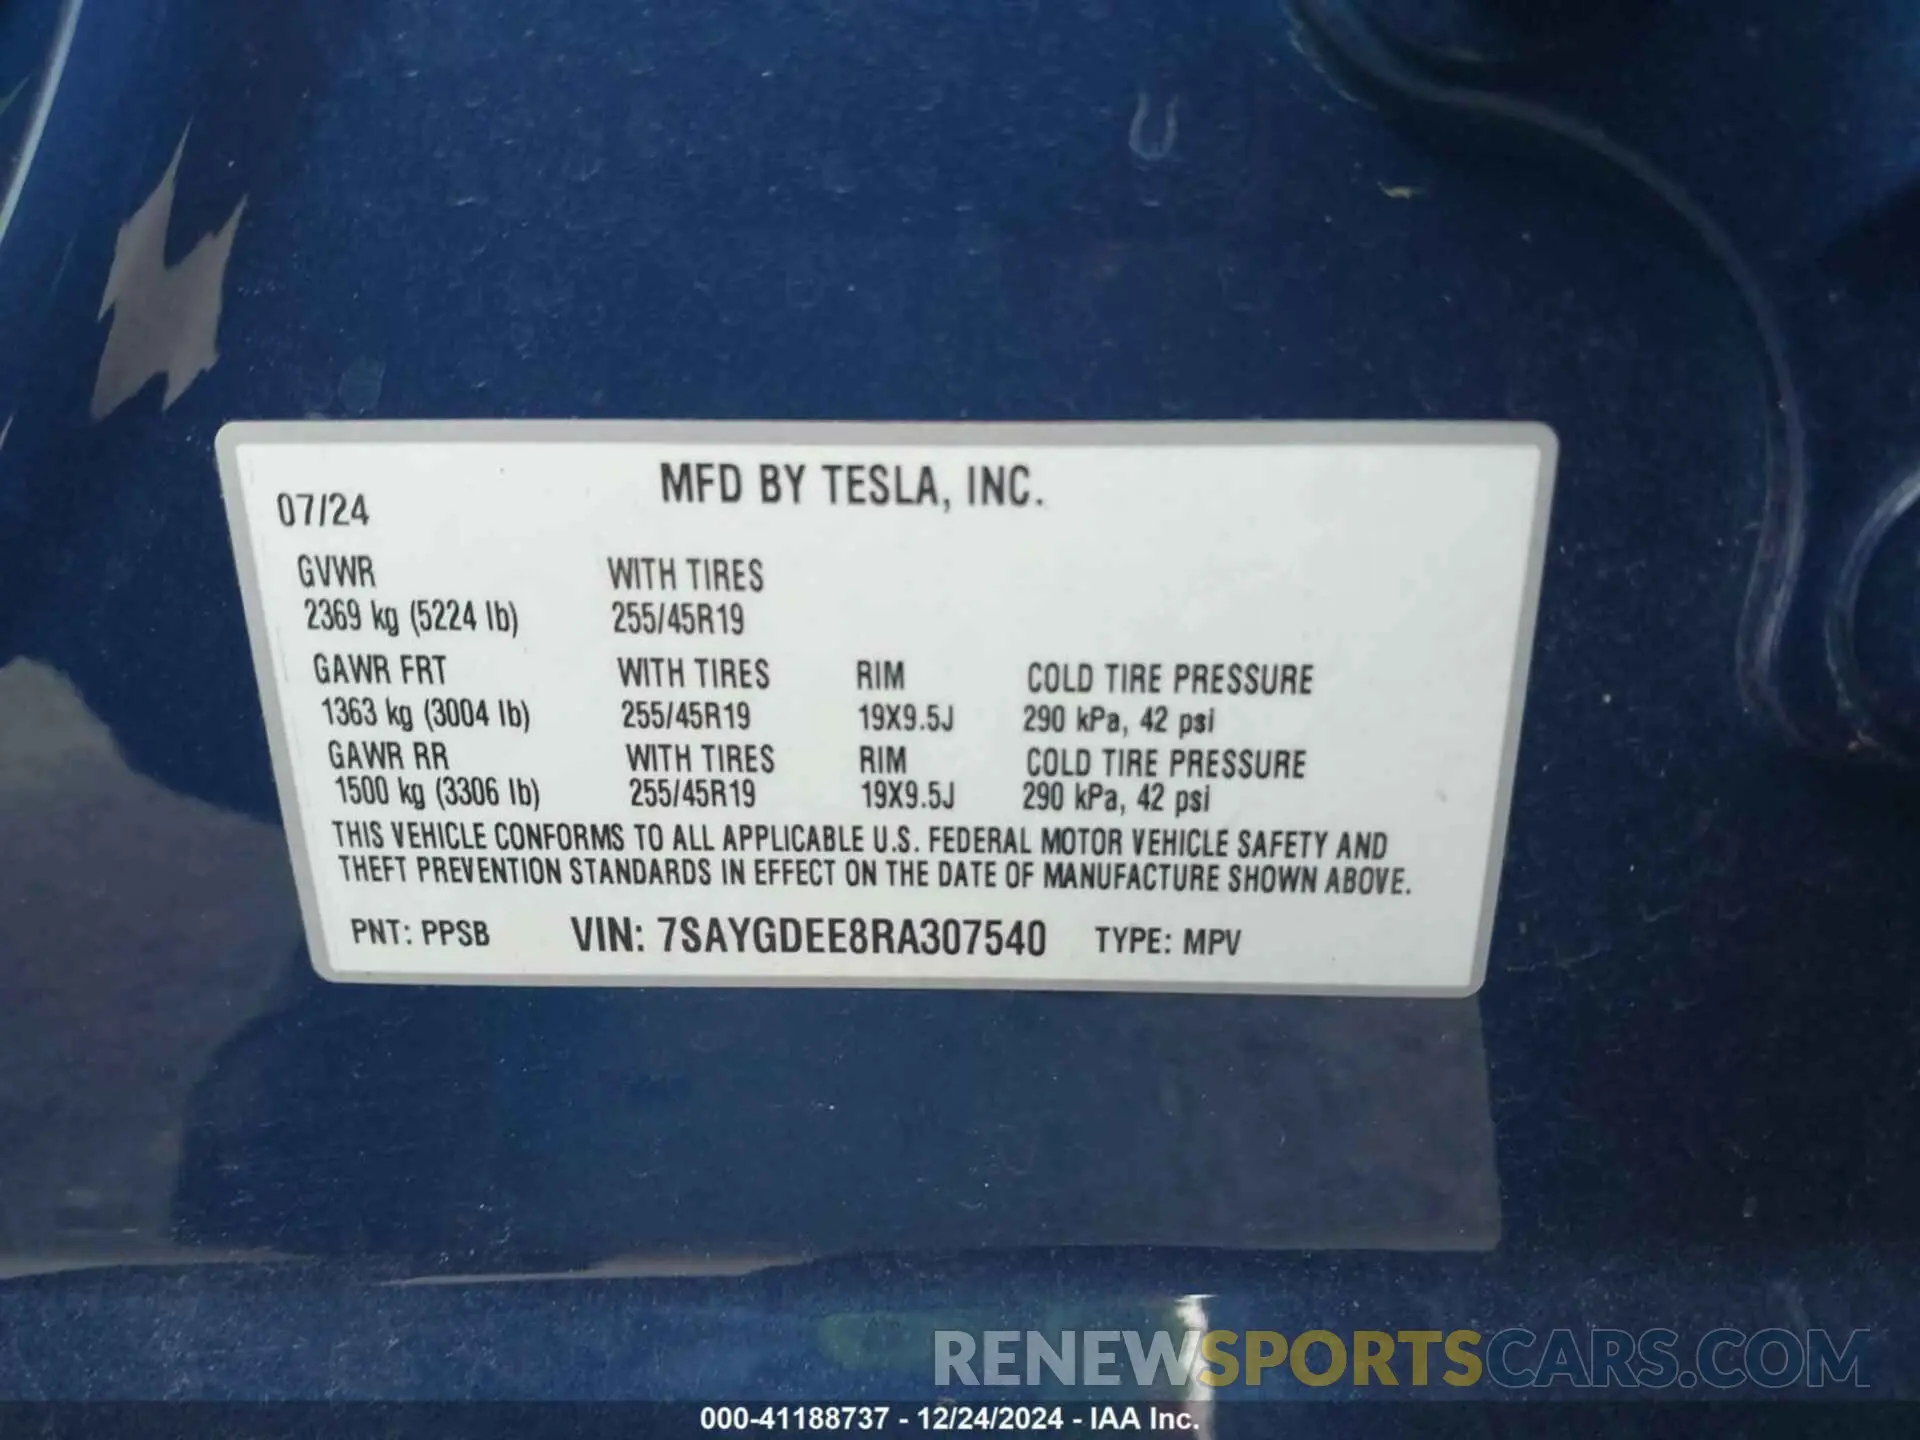 MFD BY TESLA, INC.
07/24
GVWR WITH TIRES
2369 kg (5224 lb) 255/45R19
GAWR FRT WITH TIRES RIM COLD TIRE PRESSURE
1363 kg (3004 lb) 255/45R19 19X9.5J 290 kPa, 42 psi
GAWR RR WITH TIRES RIM COLD TIRE PRESSURE
1500 kg (3306 lb) 255/45R19 19X9.5J 290 kPa, 42 psi
THIS VEHICLE CONFORMS TO ALL APPLICABLE U.S. FEDERAL MOTOR VEHICLE SAFETY AND
THEFT PREVENTION STANDARDS IN EFFECT ON THE DATE OF MANUFACTURE SHOWN ABOVE.
PNT: PPSB VIN: 7SAYGDEE8RA307540 TYPE: MPV
RENEWSPORTSCARS.COM
000-41188737 - 12/24/2024 - IAA Inc.